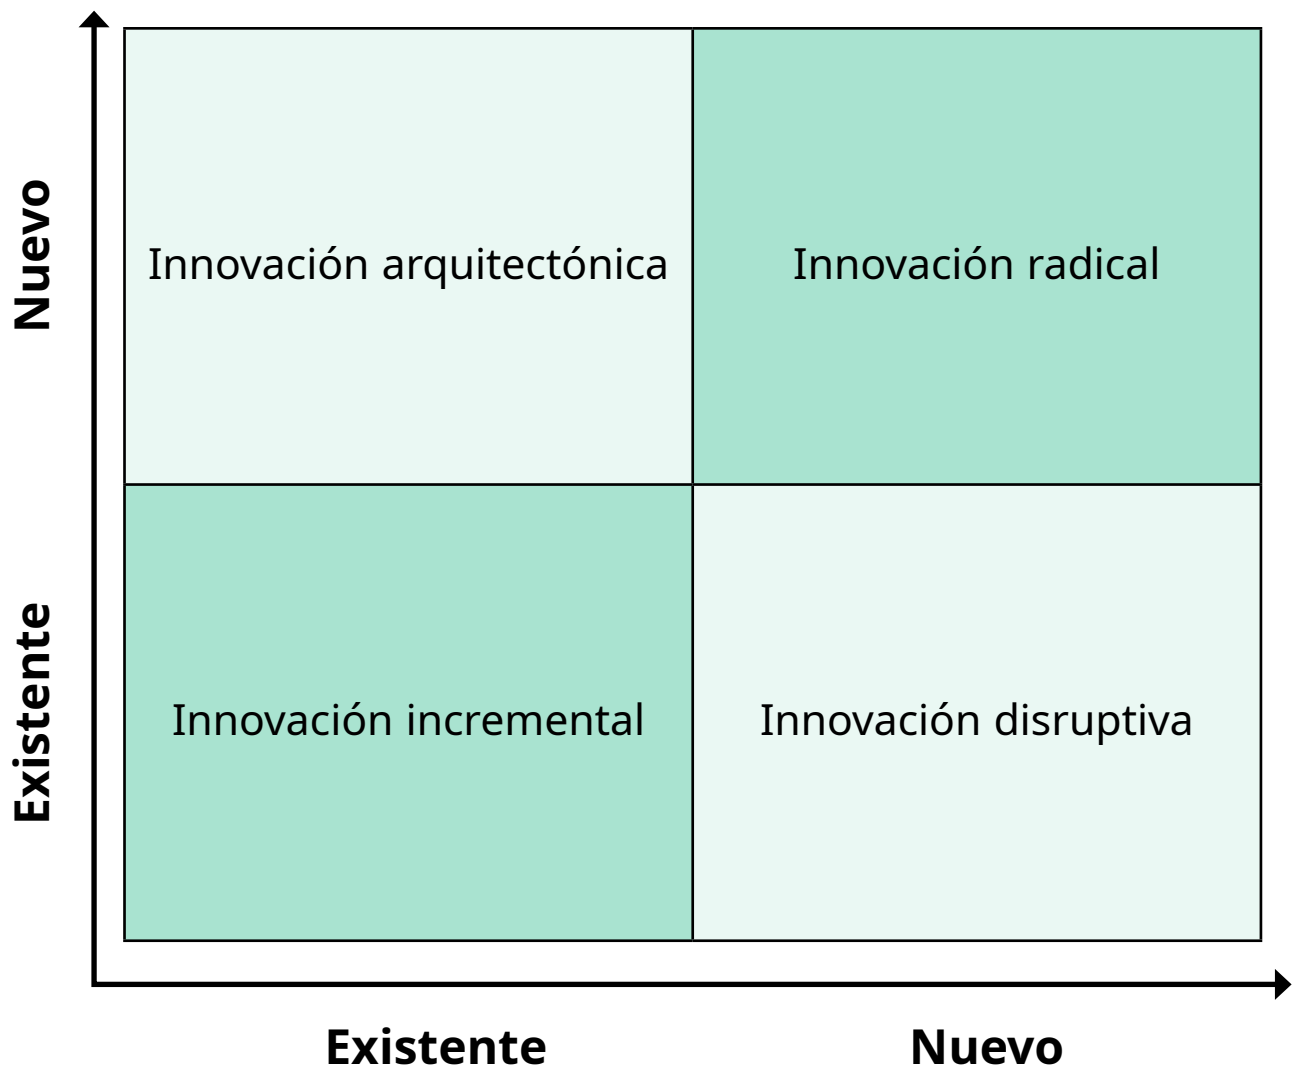 Nuevo
Innovación arquitectónica
Innovación radical
Existente
Innovación incremental
Innovación disruptiva
Existente
Nuevo